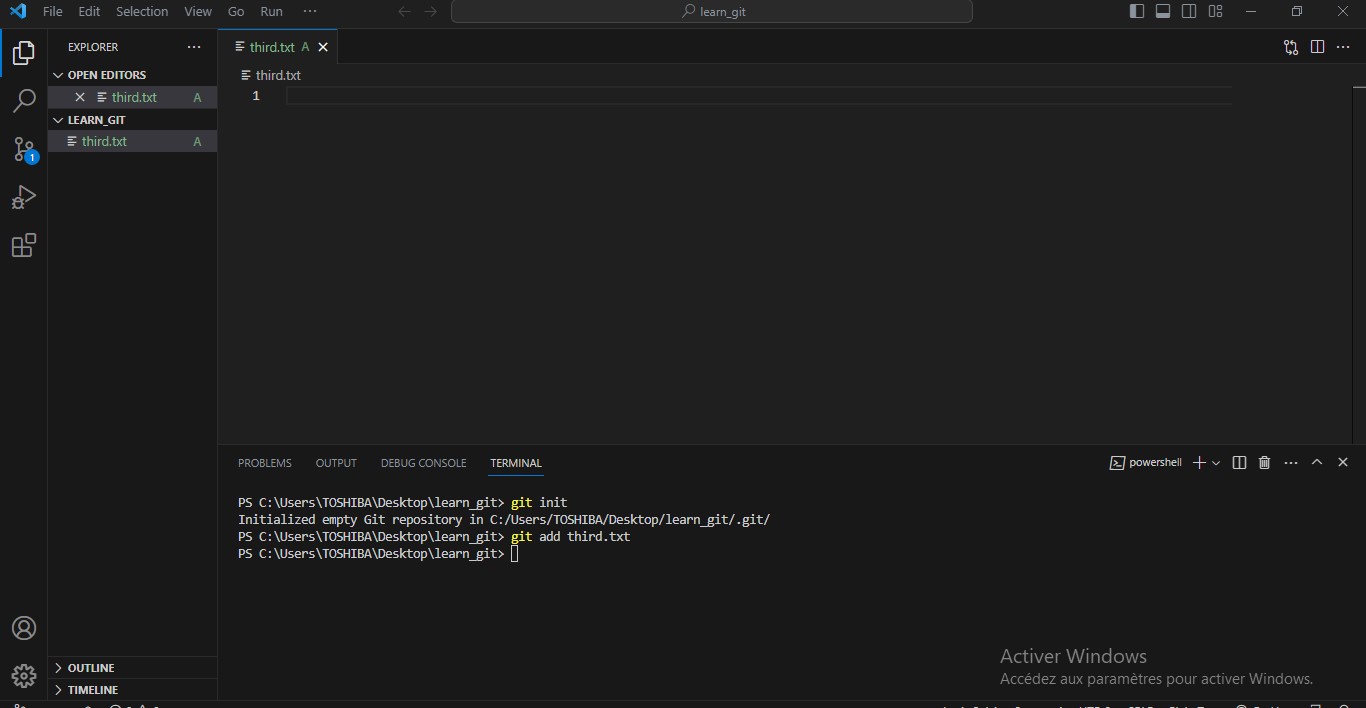 File Edit Selection View Go Run ···
learn_git
EXPLORER ···
third.txt A
OPEN EDITORS
third.txt A
LEARN_GIT
third.txt A
third.txt
1
1
PROBLEMS OUTPUT DEBUG CONSOLE TERMINAL
powershell
PS C:\Users\TOSHIBA\Desktop\learn_git> git init
Initialized empty Git repository in C:/Users/TOSHIBA/Desktop/learn_git/.git/
PS C:\Users\TOSHIBA\Desktop\learn_git> git add third.txt
PS C:\Users\TOSHIBA\Desktop\learn_git>
OUTLINE
TIMELINE
Activer Windows
Accédez aux paramètres pour activer Windows.